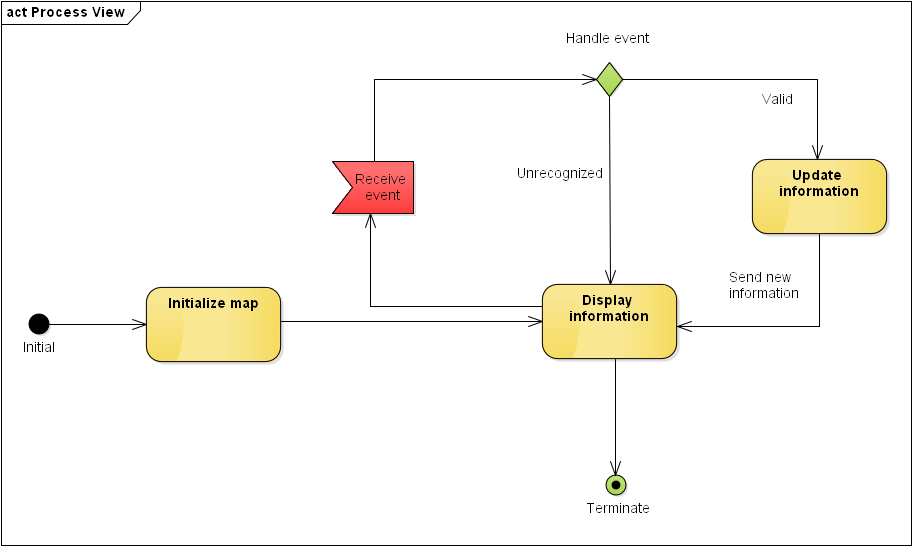 act Process View
Handle event
Valid
Receive
event
Unrecognized
Update
information
Send new
information
Initialize map
Display
information
Initial
Terminate